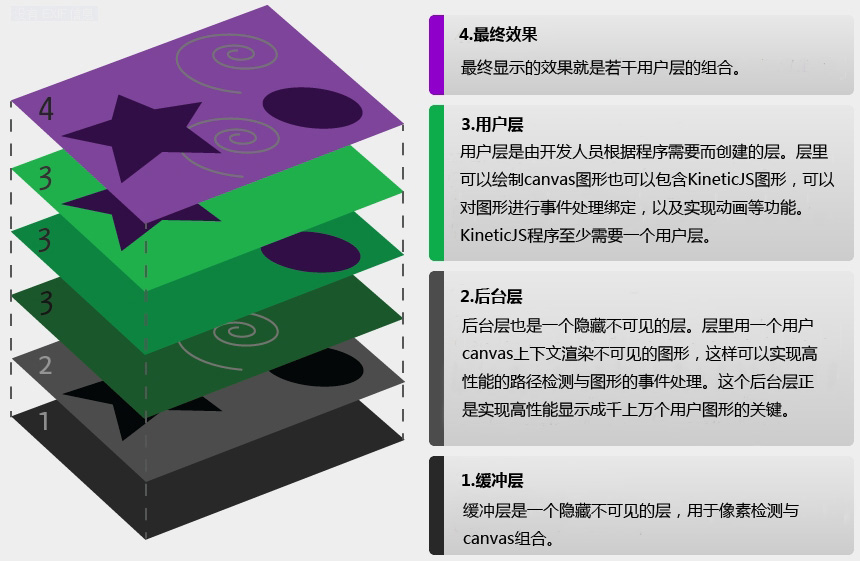 4
3
3
3
2
1
4.最终效果
最终显示的效果就是若干用户层的组合。
3.用户层
用户层是由开发人员根据程序需要而创建的层。层里
可以绘制canvas图形也可以包含KineticJS图形，可以
对图形进行事件处理绑定，以及实现动画等功能。
KineticJS程序至少需要一个用户层。
2.后台层
后台层也是一个隐藏不可见的层。层里用一个用户
canvas上下文渲染不可见的图形，这样可以实现高
性能的路径检测与图形的事件处理。这个后台层正
是实现高性能显示成千上万个用户图形的关键。
1.缓冲层
缓冲层是一个隐藏不可见的层，用于像素检测与
canvas组合。